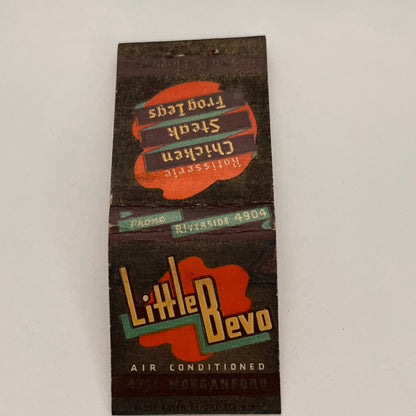 Rotisserie
Chicken
Steak
Frog Legs
Phone
RIVERSIDE 4904
Little Bevo
AIR CONDITIONED
MORGANFORD